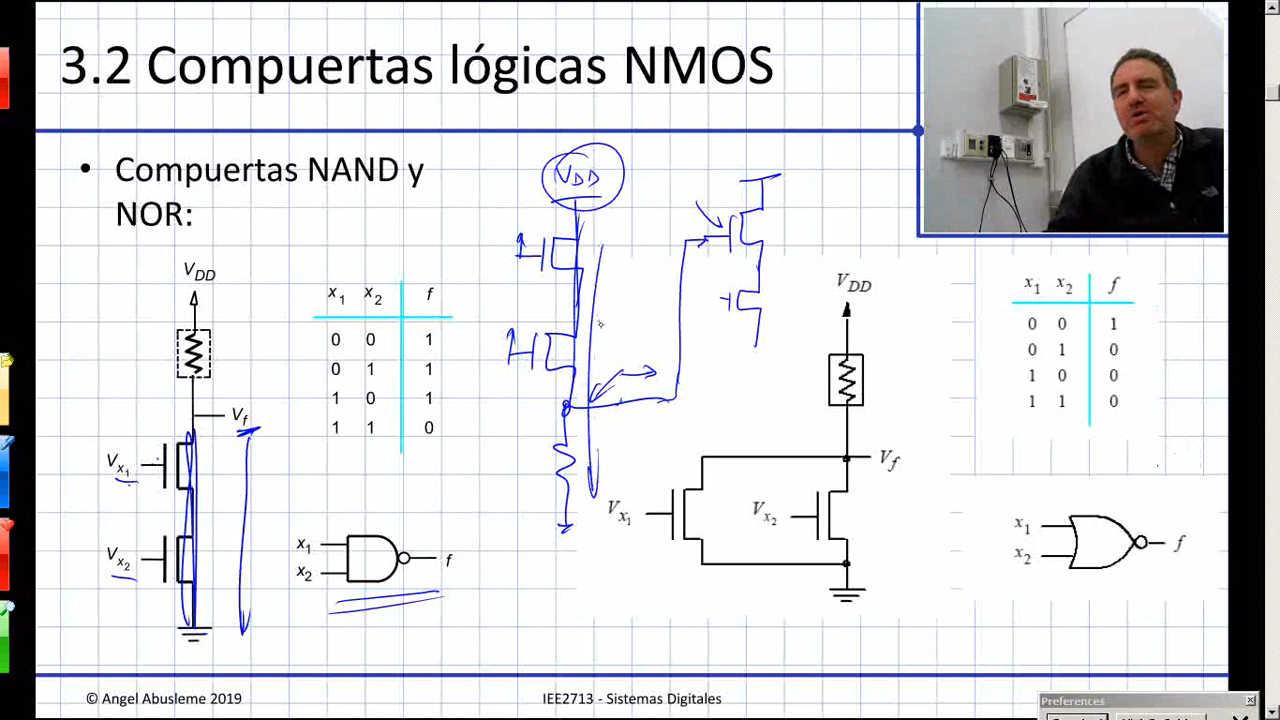 3.2 Compuertas lógicas NMOS
• Compuertas NAND y
NOR:
VDD
x1 x2 f
0 0 1
0 1 1
1 0 1
1 1 0
Vf
Vx1
Vx2
x1
x2
f
VDD
VDD
Vf
Vx1
Vx2
x1 x2 f
0 0 1
0 1 0
1 0 0
1 1 0
x1
x2
f
© Angel Abusleme 2019
IEE2713 - Sistemas Digitales
Preferences